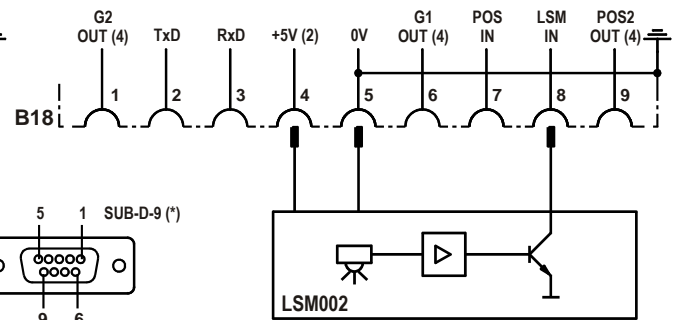 G2 OUT (4)
TxD
RxD
+5V (2)
0V
G1 OUT (4)
POS IN
LSM IN
POS2 OUT (4)
B18
1 2 3 4 5 6 7 8 9
5 1 SUB-D-9 (*)
9 6
LSM002